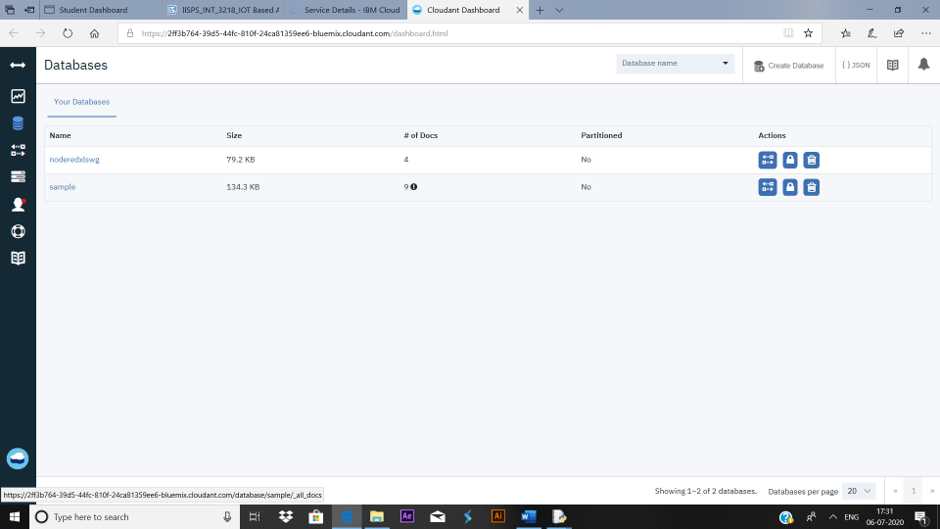 Student Dashboard
IISPS_INT_3218_IOT Based A
Service Details - IBM Cloud
Cloudant Dashboard
https://2ff3b764-39d5-44fc-810f-24ca81359ee6-bluemix.cloudant.com/dashboard.html
Databases
Database name
Create Database
{ } JSON
Your Databases
Name Size # of Docs Partitioned Actions
noderedxlswg 79.2 KB 4 No
sample 134.3 KB 9 No
https://2ff3b764-39d5-44fc-810f-24ca81359ee6-bluemix.cloudant.com/database/sample/_all_docs
Showing 1–2 of 2 databases. Databases per page 20 « 1 »
Type here to search
Ae
Ai
ENG
17:31
06-07-2020
1